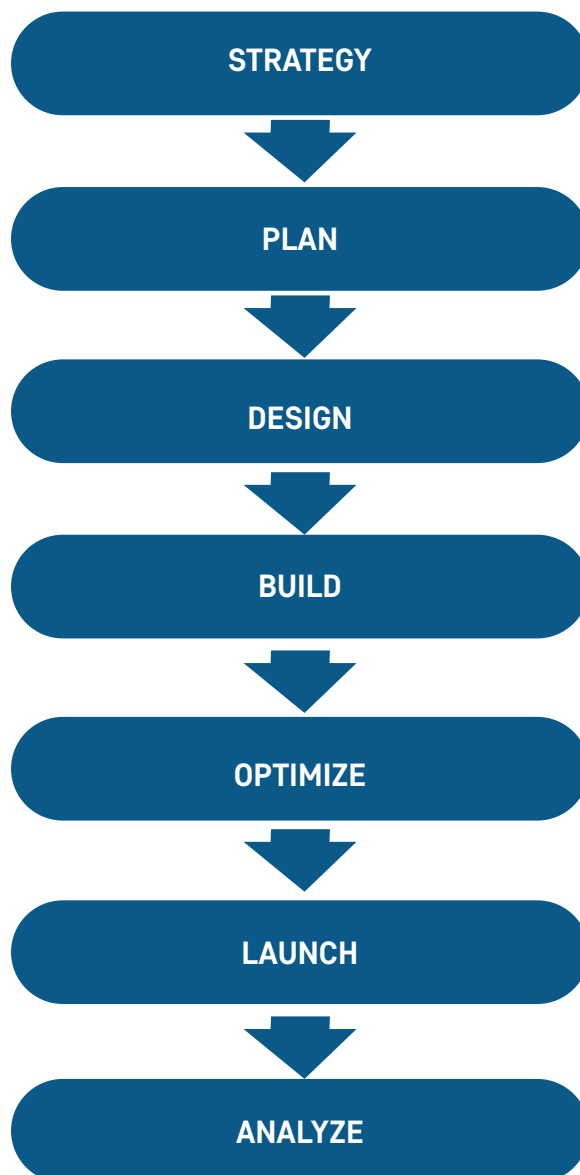 STRATEGY
PLAN
DESIGN
BUILD
OPTIMIZE
LAUNCH
ANALYZE